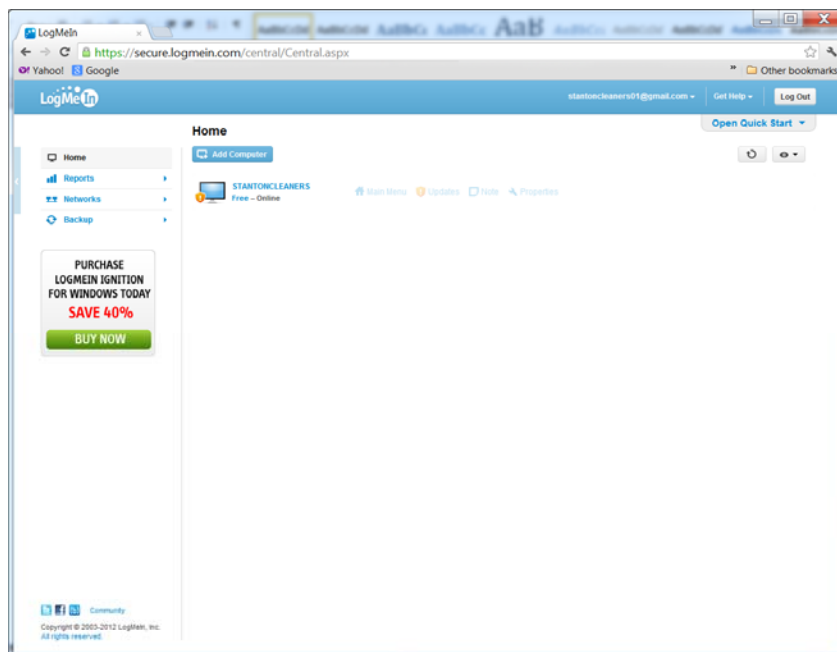 LogMeIn
https://secure.logmein.com/central/Central.aspx
Yahoo! Google » Other bookmarks
LogMeIn stantoncleaners01@gmail.com Get Help Log Out
Home Open Quick Start
Home Add Computer
Reports
STANTONCLEANERS Main Menu Updates Note Properties
Networks Free – Online
Backup
PURCHASE
LOGMEIN IGNITION
FOR WINDOWS TODAY
SAVE 40%
BUY NOW
Community
Copyright © 2003-2012 LogMeIn, Inc.
All rights reserved.